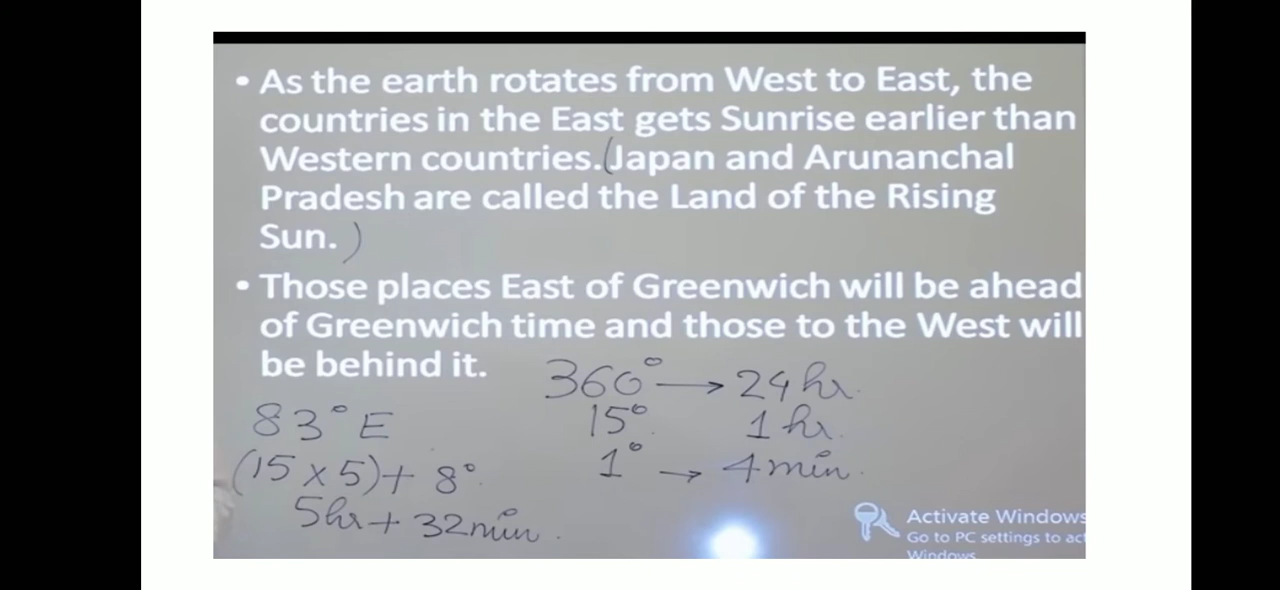 • As the earth rotates from West to East, the
countries in the East gets Sunrise earlier than
Western countries.(Japan and Arunanchal
Pradesh are called the Land of the Rising
Sun.)
• Those places East of Greenwich will be ahead
of Greenwich time and those to the West will
be behind it.
360° → 24 hr.
83° E
15° 1 hr.
(15 x 5)+ 8°
1° → 4 min.
5hr + 32 min.
Activate Windows
Go to PC settings to act
Windows